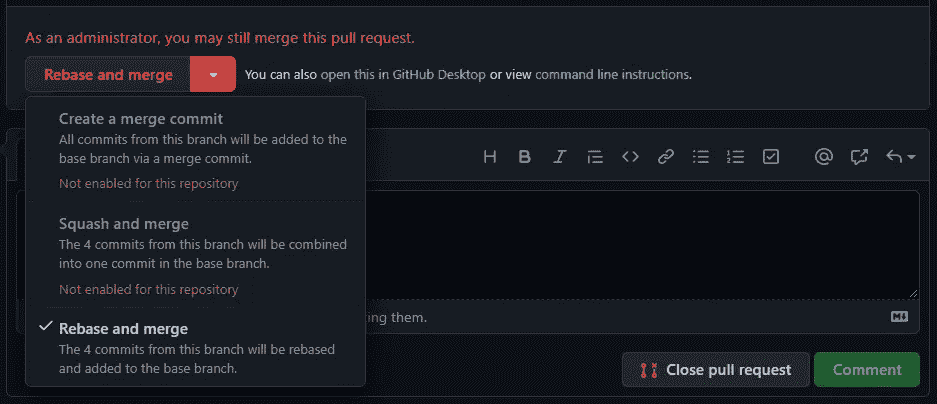 As an administrator, you may still merge this pull request.
Rebase and merge
You can also open this in GitHub Desktop or view command line instructions.
Create a merge commit
All commits from this branch will be added to the
base branch via a merge commit.
Not enabled for this repository
Squash and merge
The 4 commits from this branch will be combined
into one commit in the base branch.
Not enabled for this repository
ing them.
Rebase and merge
The 4 commits from this branch will be rebased
and added to the base branch.
Close pull request
Comment